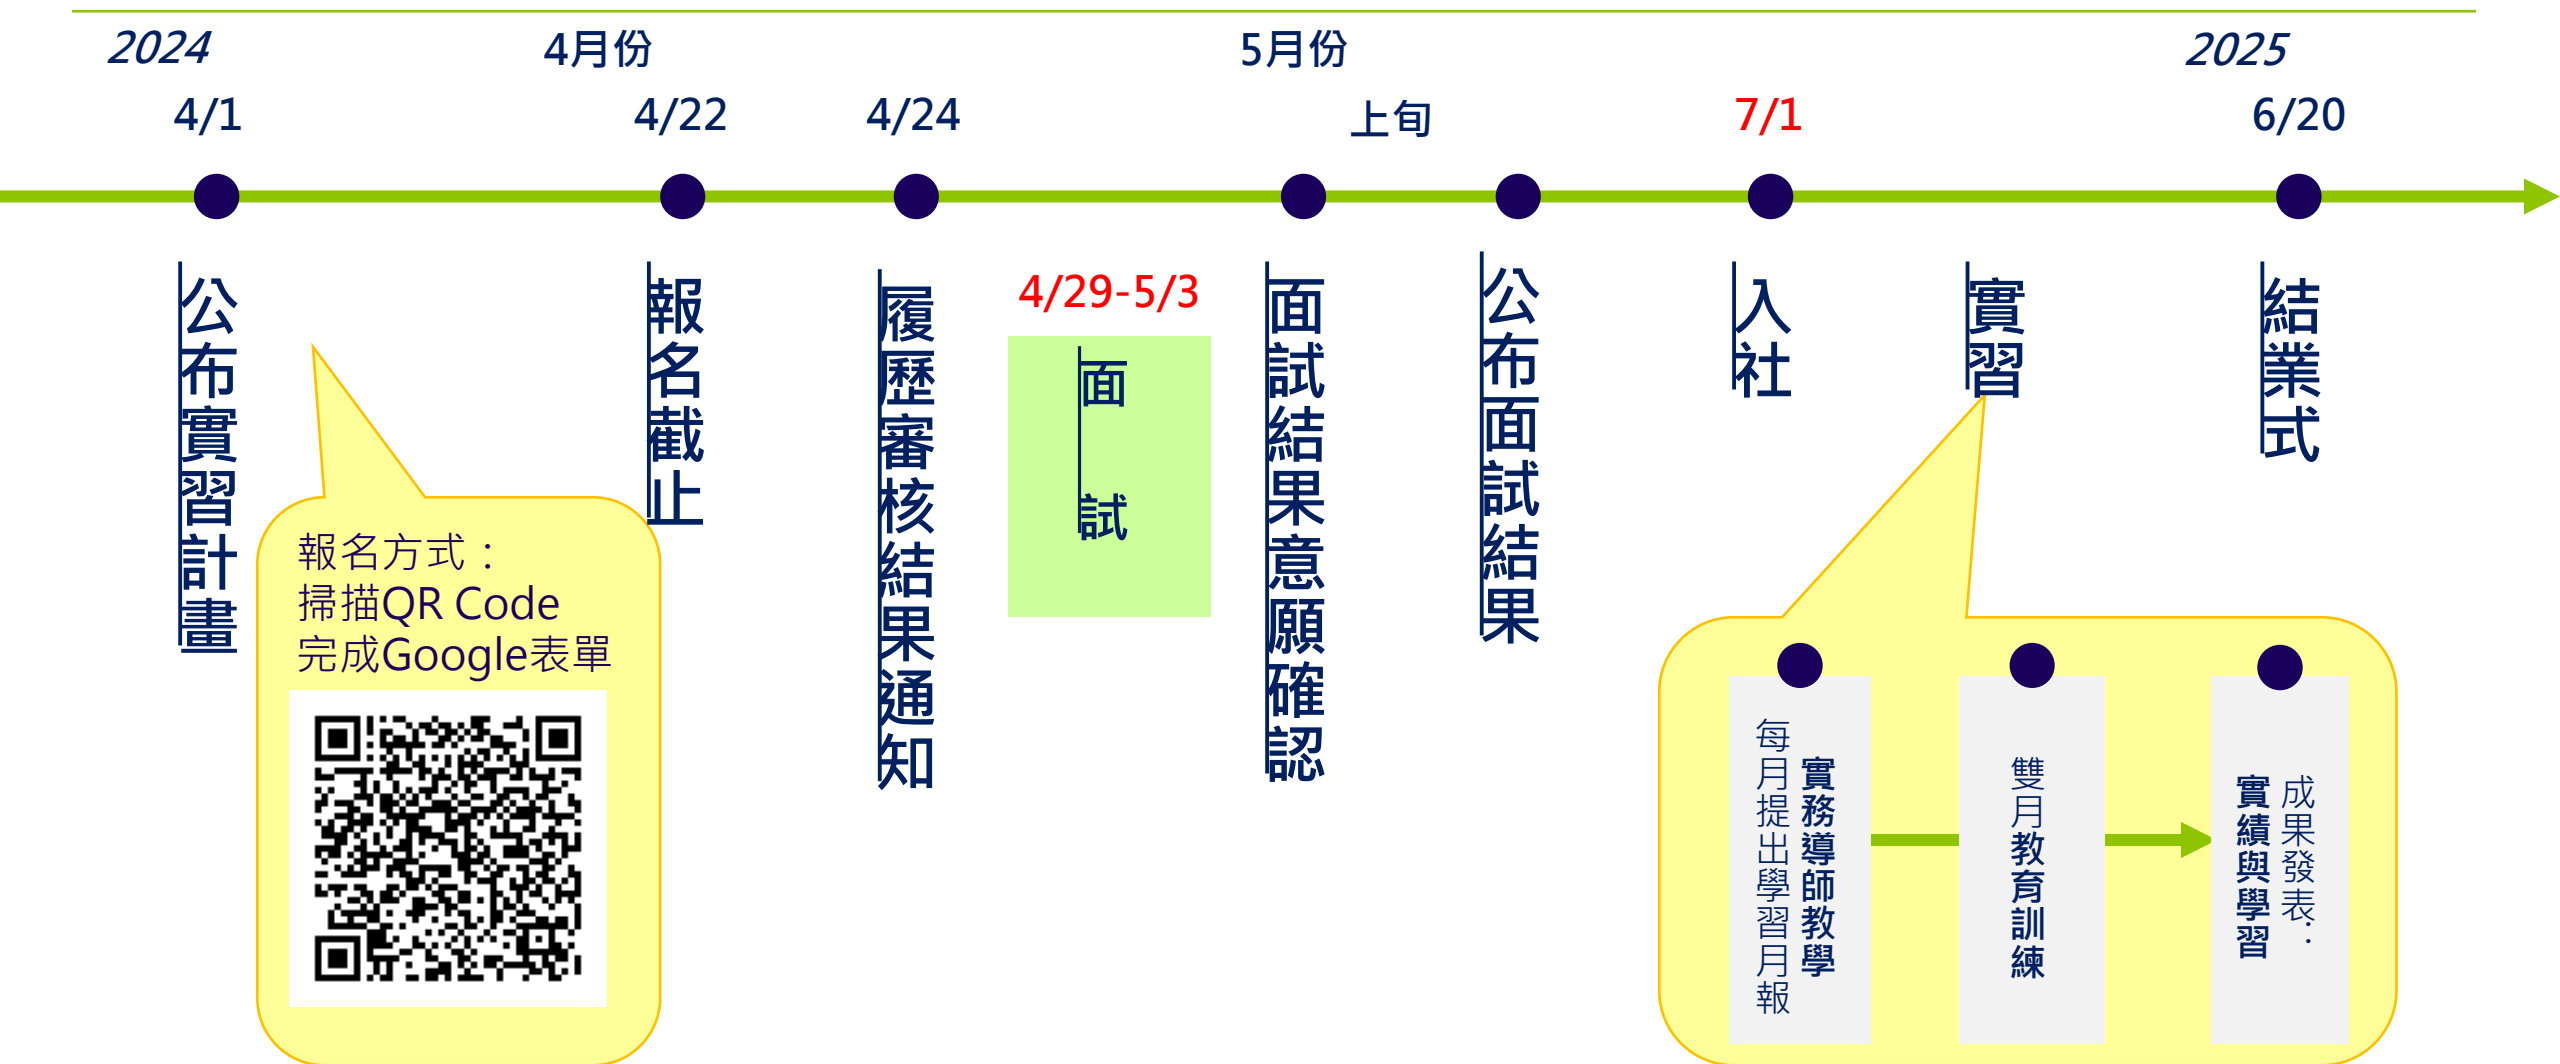 2024
4月份
5月份
2025
4/1
4/22
4/24
上旬
7/1
6/20
公布實習計畫
報名截止
履歷審核結果通知
4/29-5/3
面試
面試結果意願確認
公布面試結果
入社
實習
結業式
報名方式：
掃描QR Code
完成Google表單
實務導師教學
每月提出學習月報
雙月教育訓練
成果發表：
實績與學習